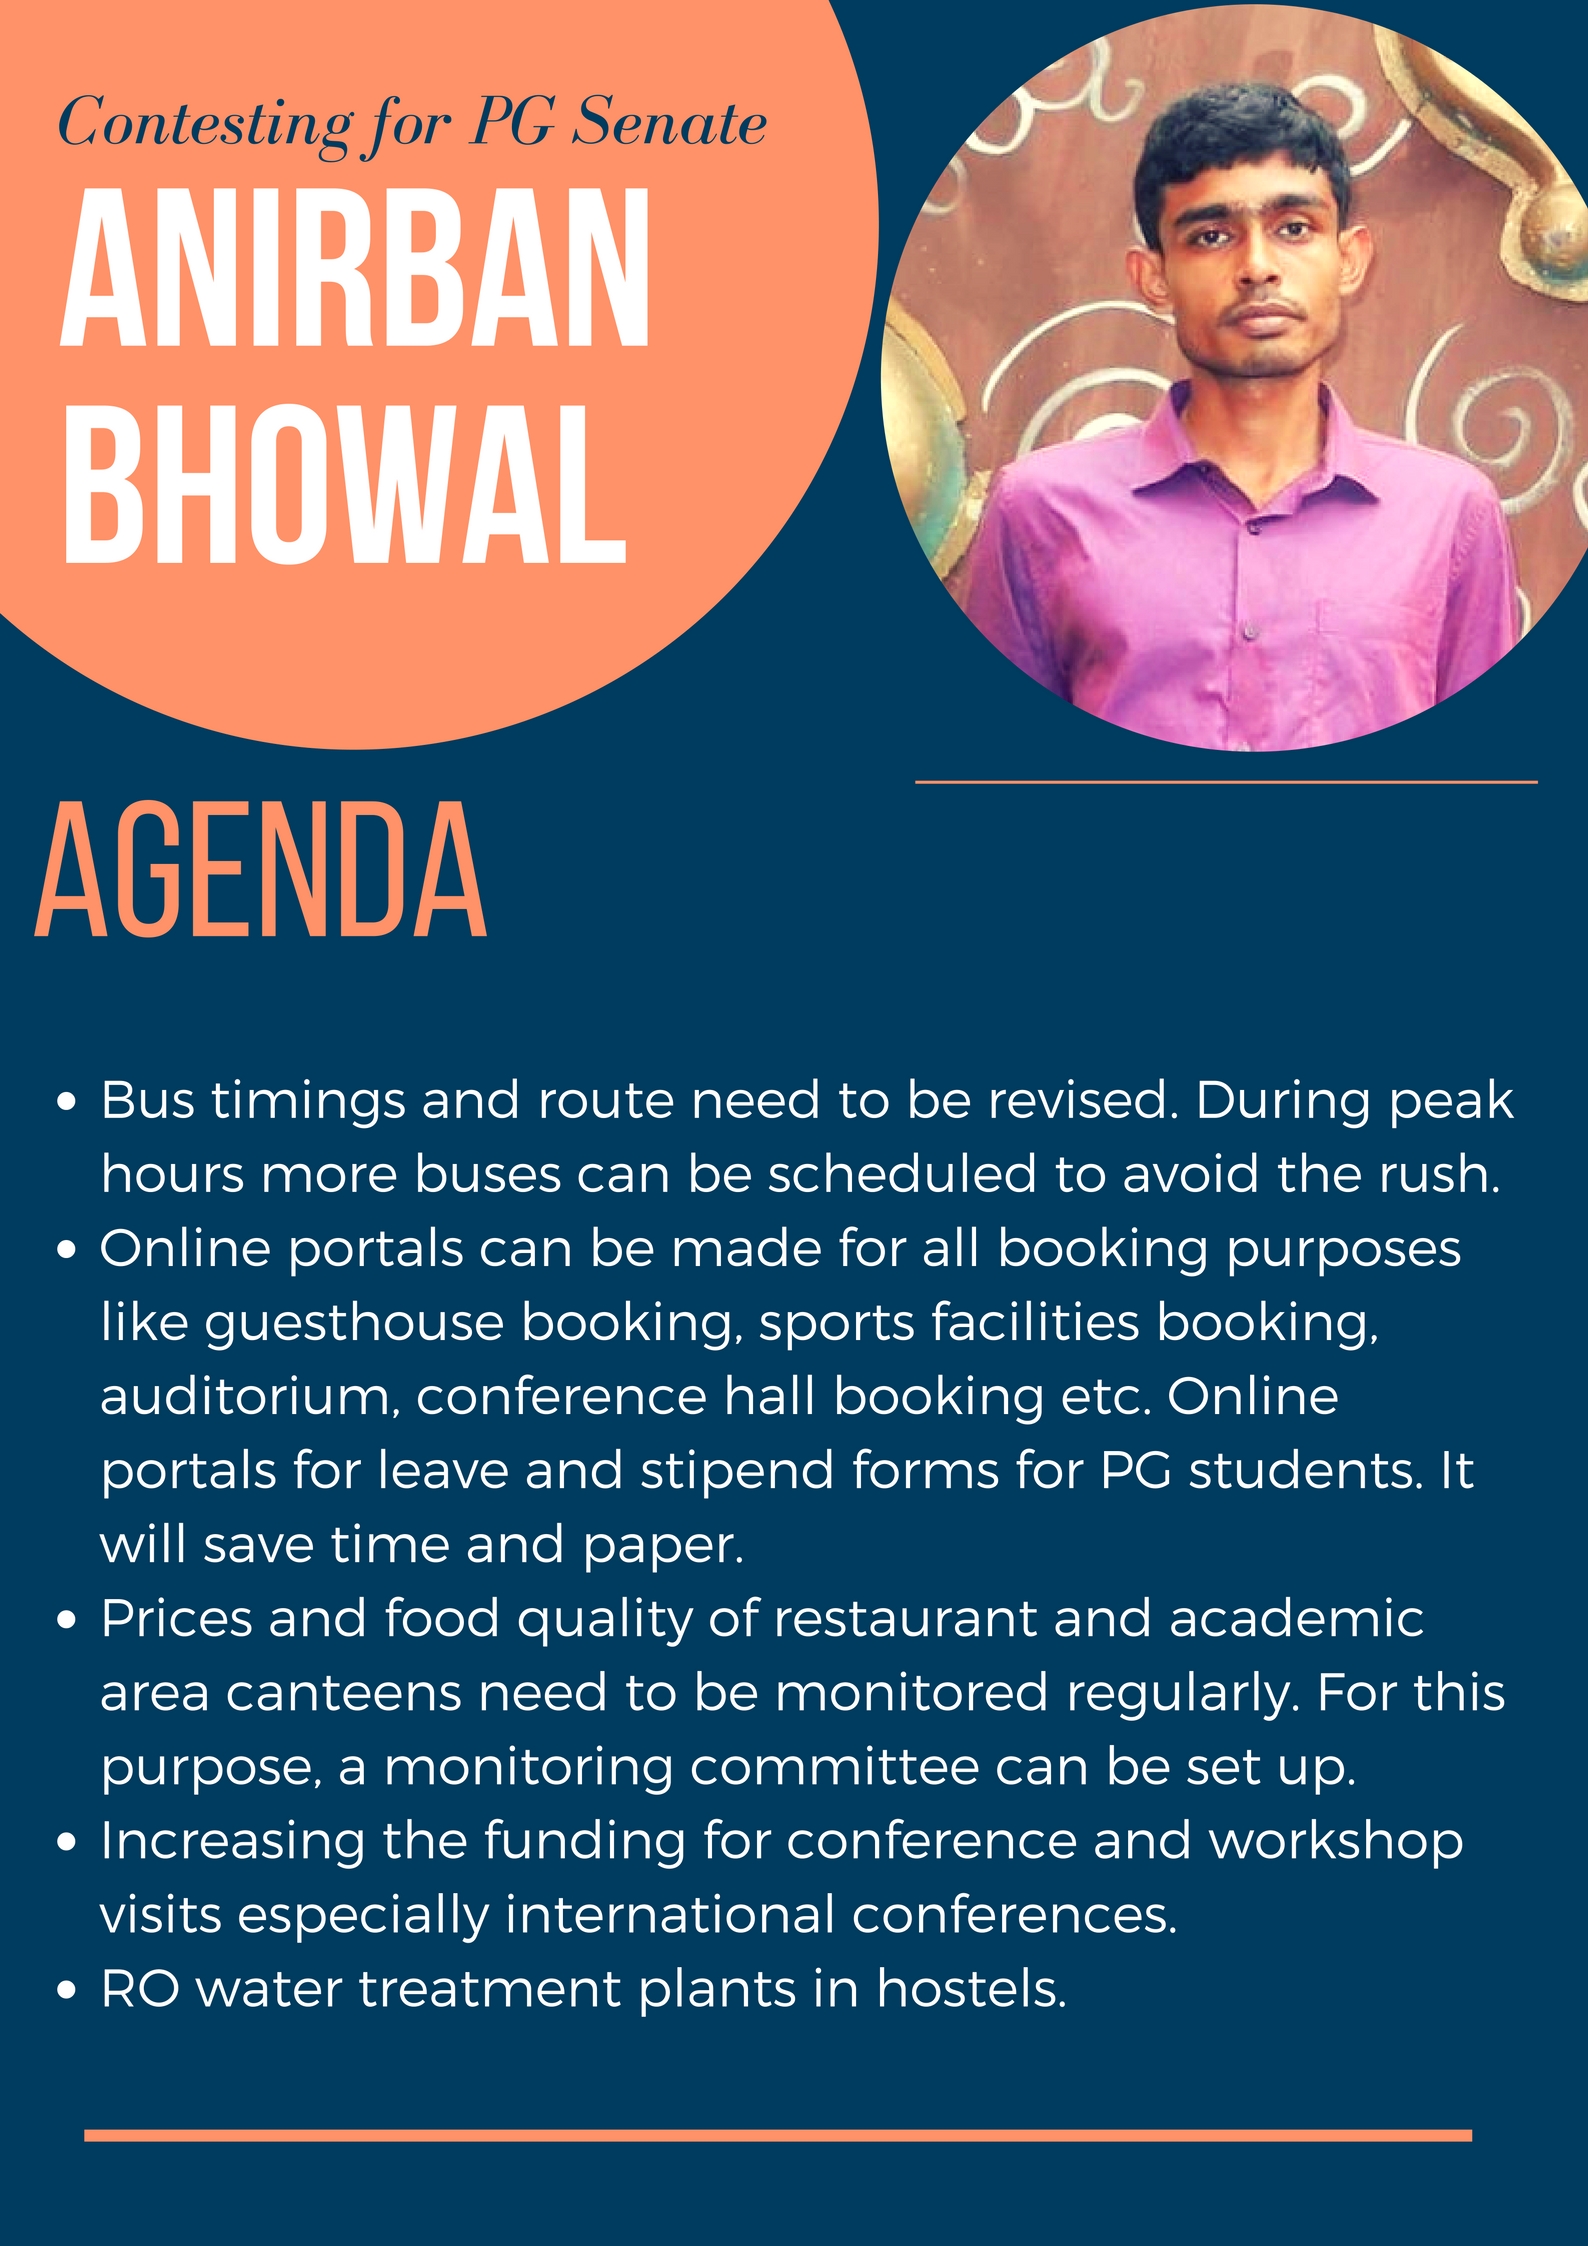 Contesting for PG Senate
ANIRBAN
BHOWAL
AGENDA
• Bus timings and route need to be revised. During peak
hours more buses can be scheduled to avoid the rush.
• Online portals can be made for all booking purposes
like guesthouse booking, sports facilities booking,
auditorium, conference hall booking etc. Online
portals for leave and stipend forms for PG students. It
will save time and paper.
• Prices and food quality of restaurant and academic
area canteens need to be monitored regularly. For this
purpose, a monitoring committee can be set up.
• Increasing the funding for conference and workshop
visits especially international conferences.
• RO water treatment plants in hostels.